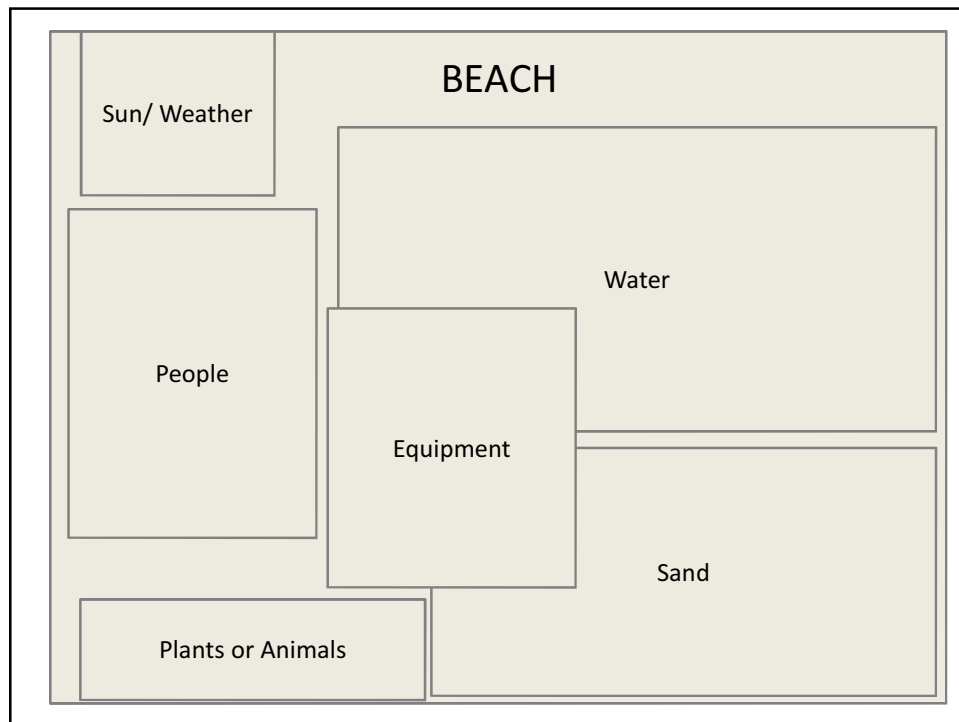 BEACH
Sun/ Weather
Water
People
Equipment
Sand
Plants or Animals